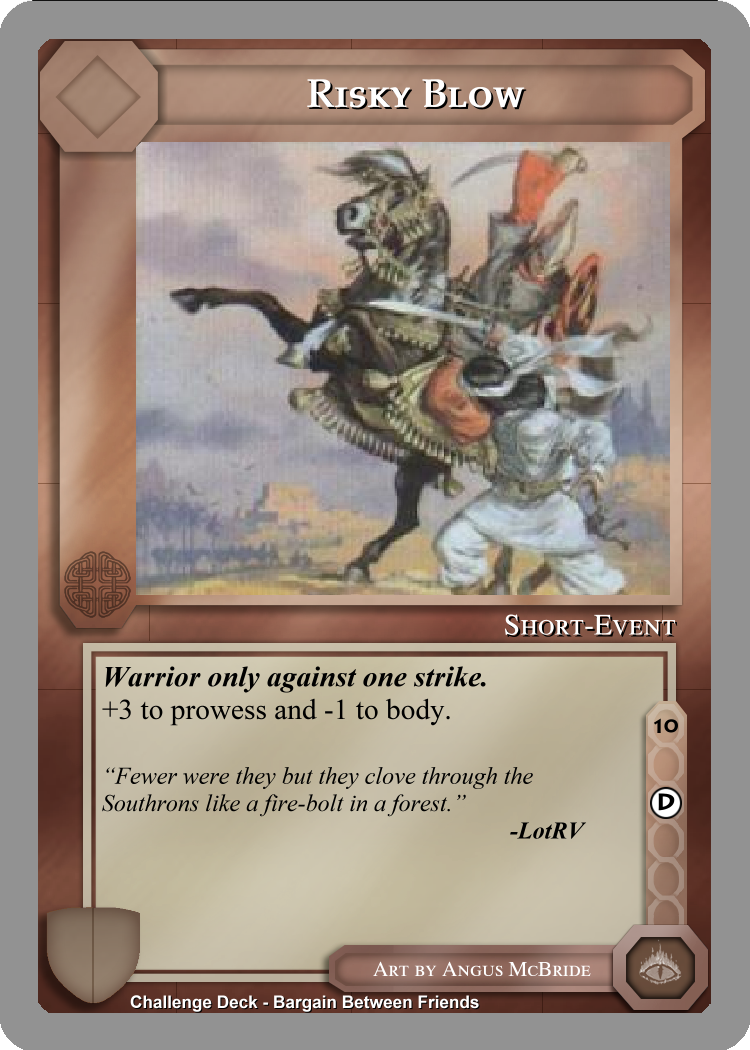 Risky Blow
Short-Event
Warrior only against one strike.
+3 to prowess and -1 to body.
“Fewer were they but they clove through the
Southrons like a fire-bolt in a forest.”
-LotRV
10
D
Art by Angus McBride
Challenge Deck - Bargain Between Friends